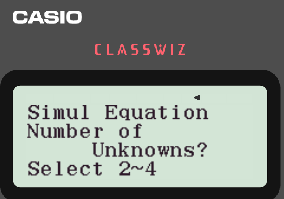 CASIO
CLASSWIZ
Simul Equation
Number of
Unknowns?
Select 2~4